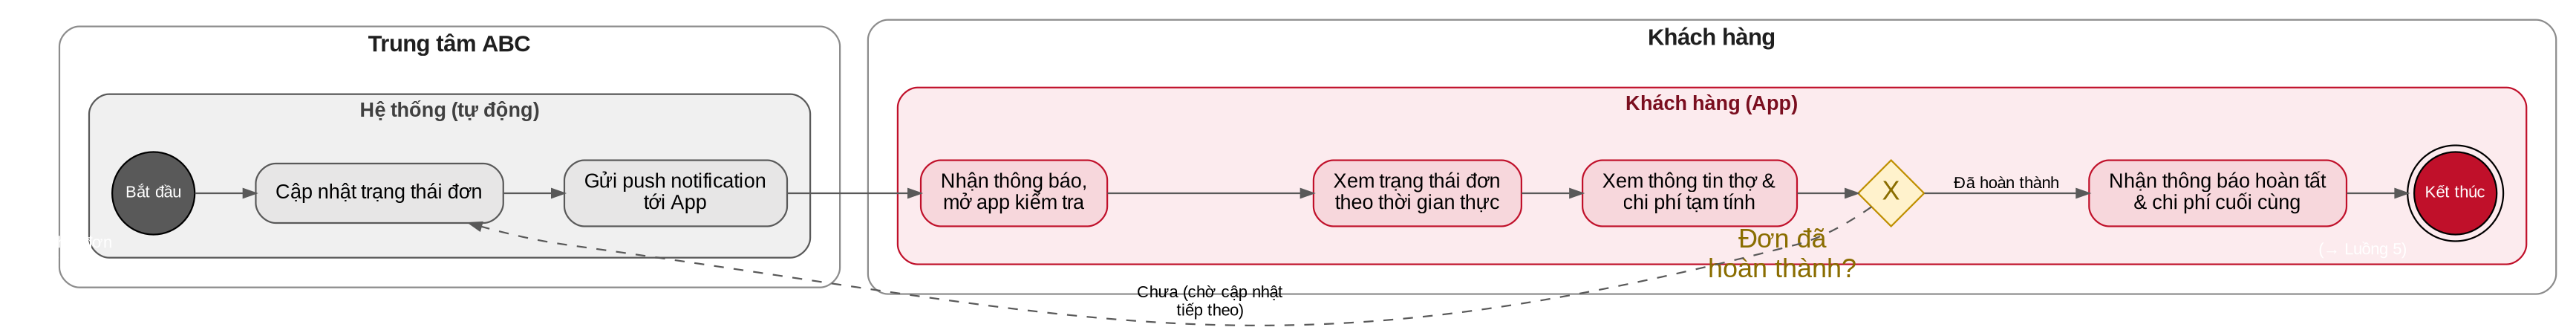 Trung tâm ABC
Khách hàng
Hệ thống (tự động)
Khách hàng (App)
Bắt đầu
Cập nhật trạng thái đơn
Gửi push notification
tới App
Nhận thông báo,
mở app kiểm tra
Xem trạng thái đơn
theo thời gian thực
Xem thông tin thợ &
chi phí tạm tính
X
Đã hoàn thành
Nhận thông báo hoàn tất
& chi phí cuối cùng
Kết thúc
đơn
Đơn đã
hoàn thành?
(→ Luồng 5)
Chưa (chờ cập nhật
tiếp theo)